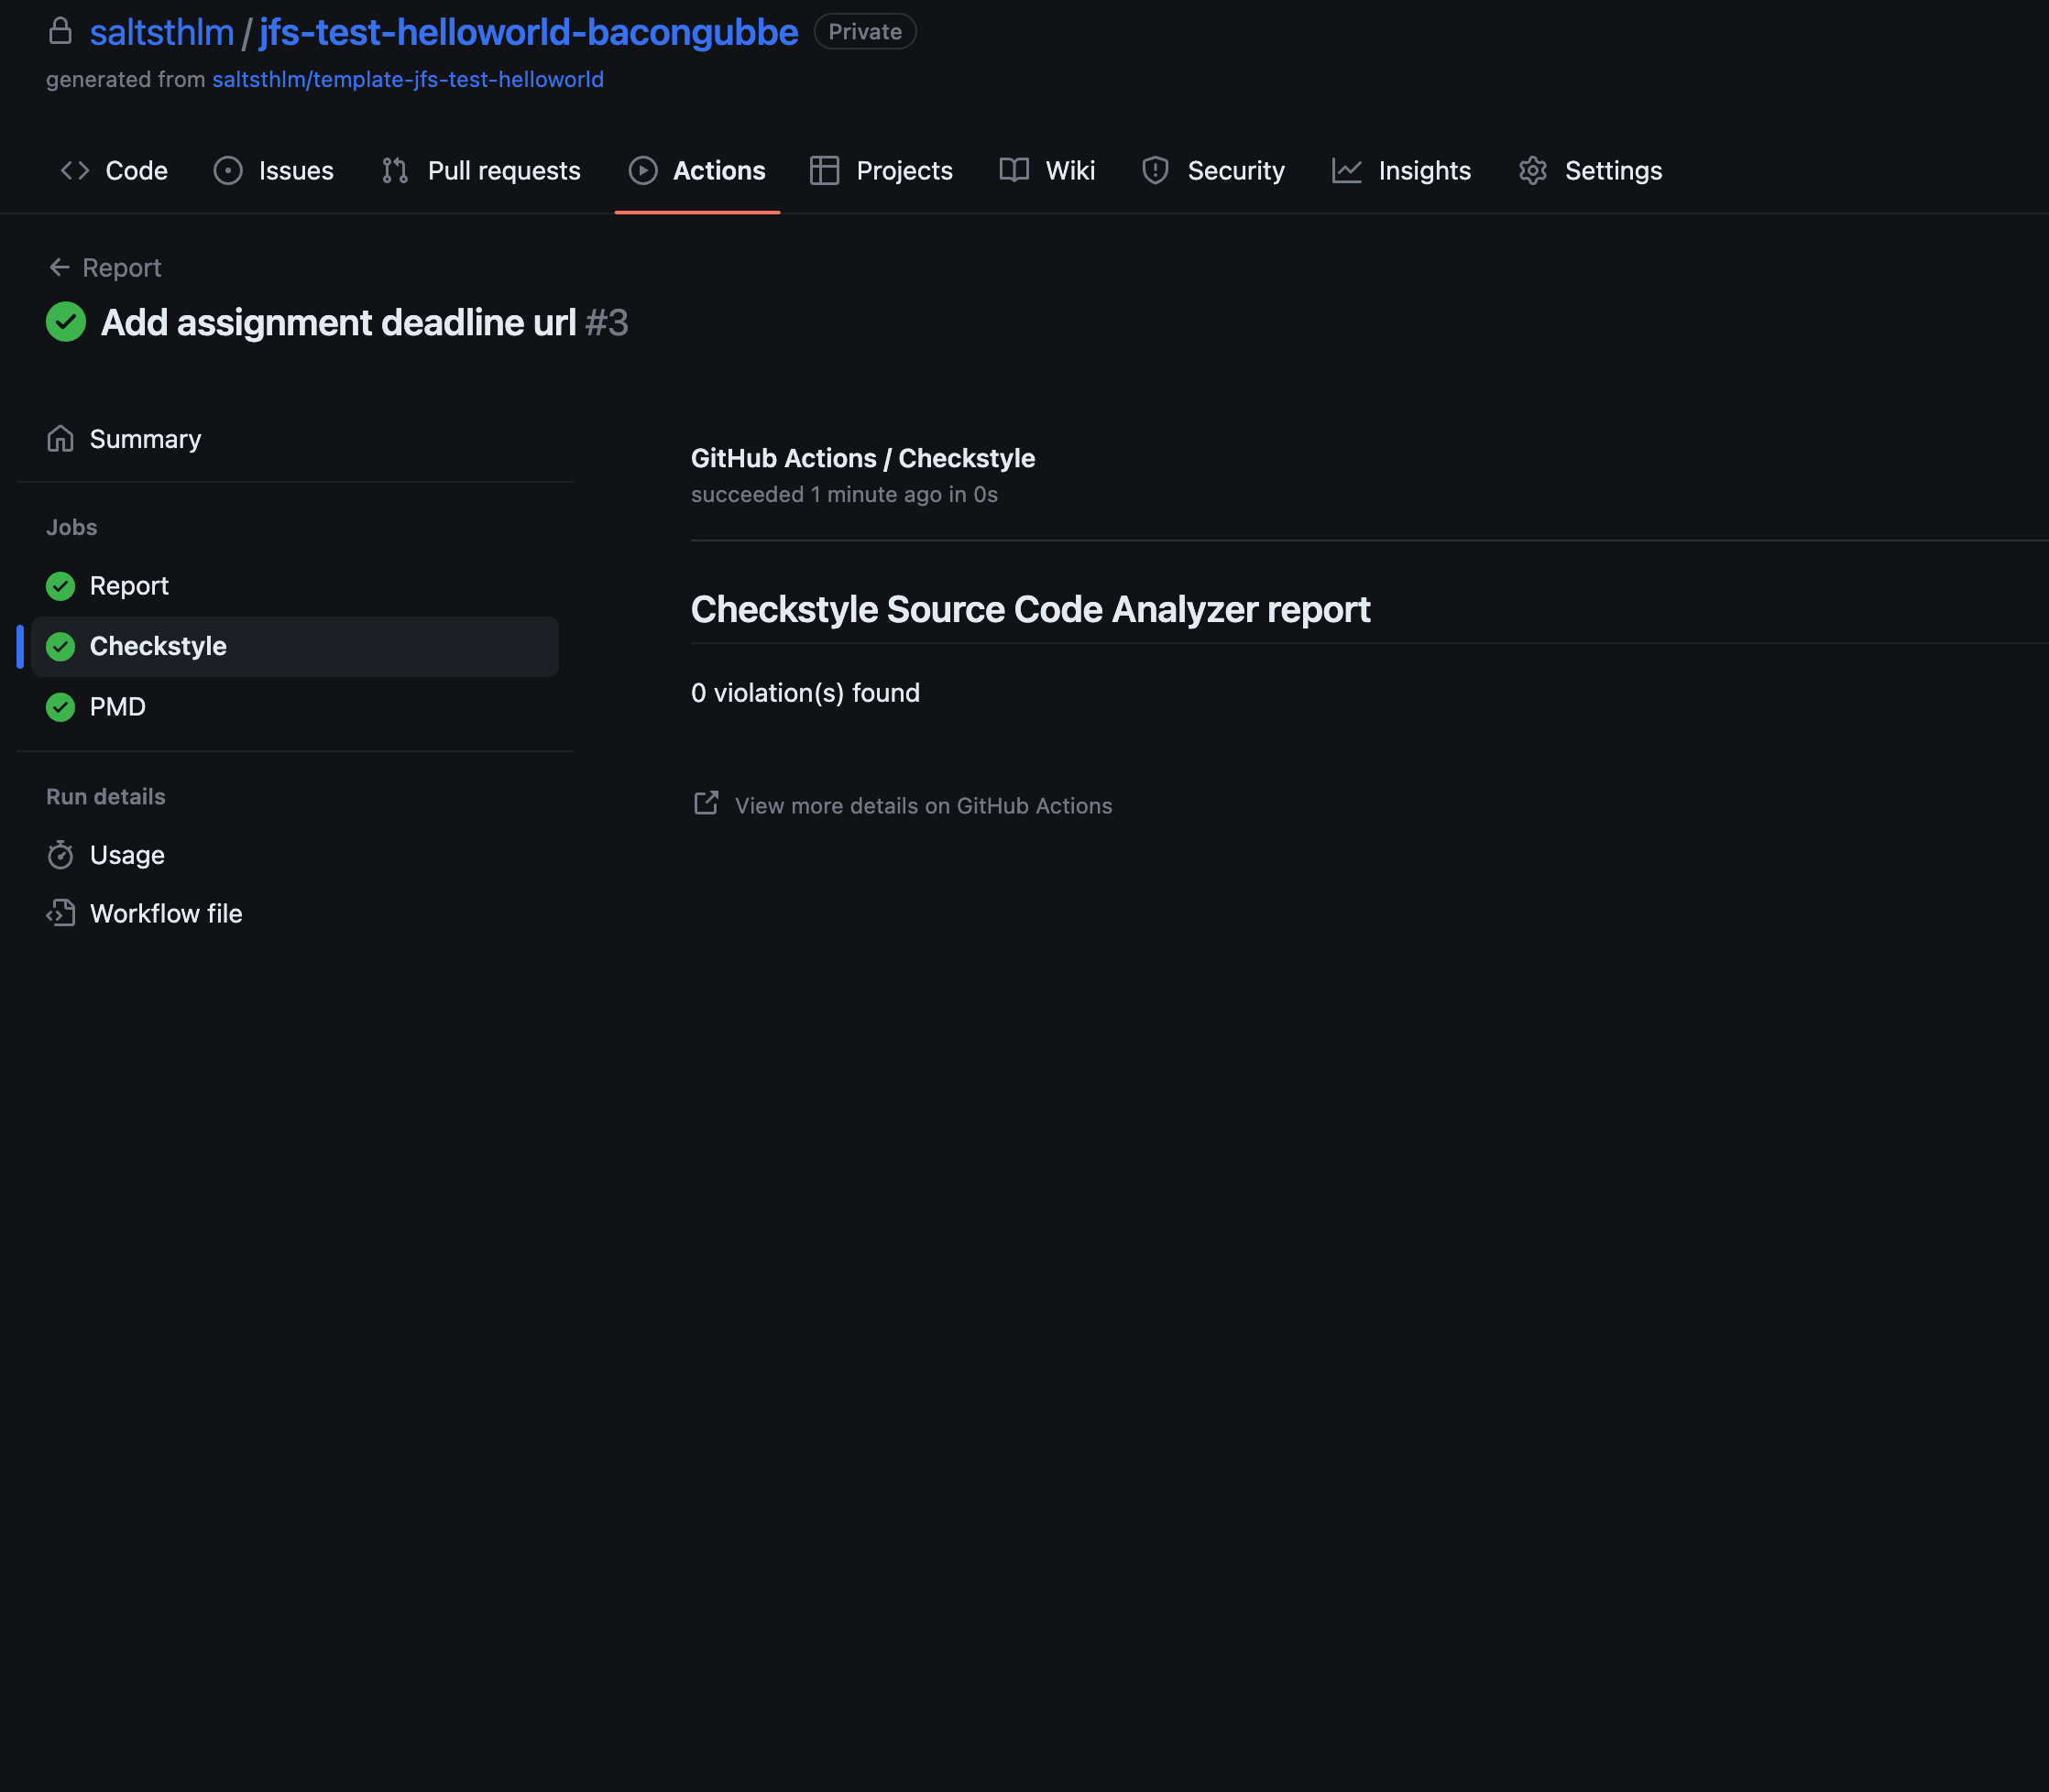 saltsthlm / jfs-test-helloworld-bacongubbe Private
generated from saltsthlm/template-jfs-test-helloworld
Code Issues Pull requests Actions Projects Wiki Security Insights Settings
Report
Add assignment deadline url #3
Summary
Jobs
Report
Checkstyle
PMD
Run details
Usage
Workflow file
GitHub Actions / Checkstyle
succeeded 1 minute ago in 0s
Checkstyle Source Code Analyzer report
0 violation(s) found
View more details on GitHub Actions